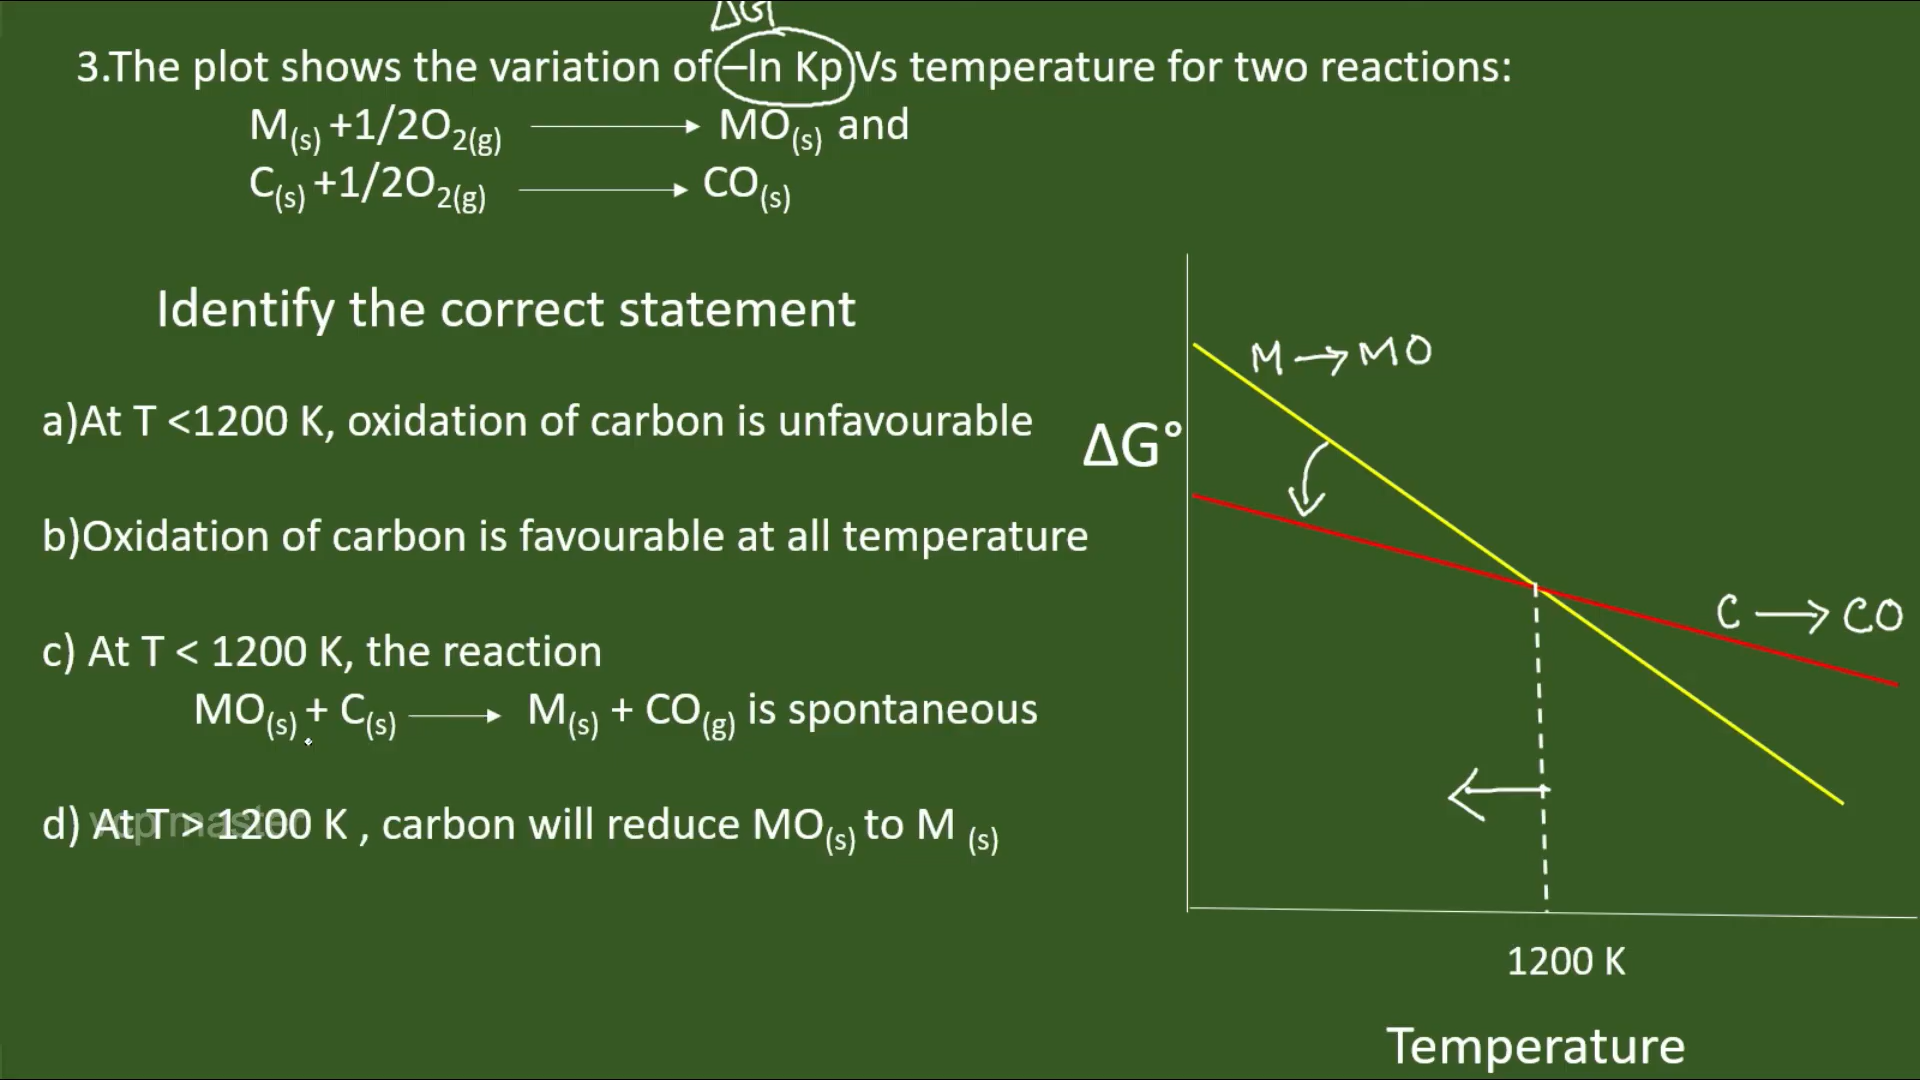 ΔG
3.The plot shows the variation of –ln Kp Vs temperature for two reactions:
M(s) +1/2O2(g) → MO(s) and
C(s) +1/2O2(g) → CO(s)
Identify the correct statement
a)At T <1200 K, oxidation of carbon is unfavourable
b)Oxidation of carbon is favourable at all temperature
c) At T < 1200 K, the reaction
MO(s) + C(s) → M(s) + CO(g) is spontaneous
d) At T > 1200 K , carbon will reduce MO(s) to M (s)
vcp master
M → MO
ΔG°
C → CO
1200 K
Temperature